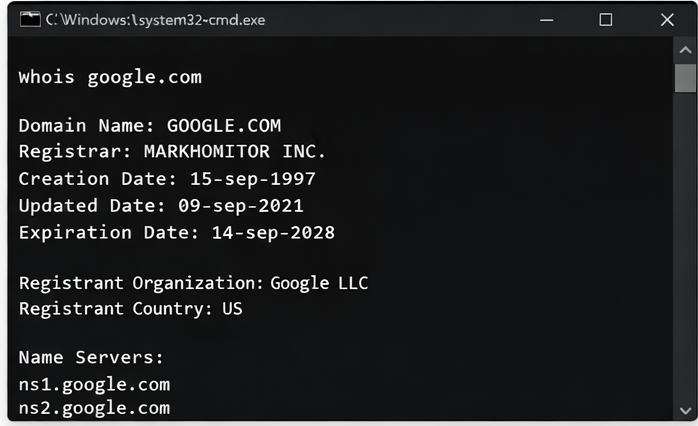 C:\Windows:\system32~cmd.exe
whois google.com
Domain Name: GOOGLE.COM
Registrar: MARKHOMITOR INC.
Creation Date: 15-sep-1997
Updated Date: 09-sep-2021
Expiration Date: 14-sep-2028
Registrant Organization: Google LLC
Registrant Country: US
Name Servers:
ns1.google.com
ns2.google.com